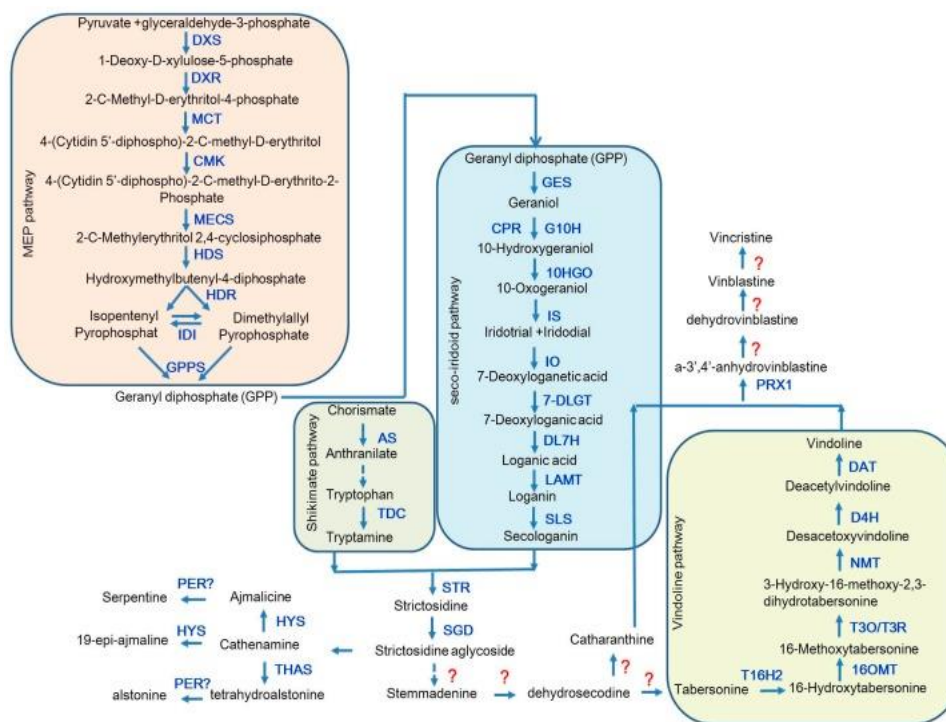 Pyruvate +glyceraldehyde-3-phosphate
DXS
1-Deoxy-D-xylulose-5-phosphate
DXR
2-C-Methyl-D-erythritol-4-phosphate
MCT
4-(Cytidin 5'-diphospho)-2-C-methyl-D-erythritol
CMK
4-(Cytidin 5'-diphospho)-2-C-methyl-D-erythrito-2-
Phosphate
MECS
2-C-Methylerythritol 2,4-cyclosiphosphate
HDS
Hydroxymethylbutenyl-4-diphosphate
HDR
Isopentenyl
Pyrophosphat
IDI
Dimethylallyl
Pyrophosphate
GPPS
MEP pathway
Geranyl diphosphate (GPP)
Shikimate pathway
Chorismate
AS
Anthranilate
Tryptophan
TDC
Tryptamine
seco-iridoid pathway
Geranyl diphosphate (GPP)
GES
Geraniol
CPR G10H
10-Hydroxygeraniol
10HGO
10-Oxogeraniol
IS
Iridotrial +Iridodial
IO
7-Deoxyloganetic acid
7-DLGT
7-Deoxyloganic acid
DL7H
Loganic acid
LAMT
Loganin
SLS
Secologanin
STR
Strictosidine
SGD
Strictosidine aglycoside
?
Stemmadenine
?
dehydrosecodine
?
Catharanthine
?
Cathenamine
HYS
Ajmalicine
PER?
Serpentine
HYS
19-epi-ajmaline
THAS
tetrahydroalstonine
PER?
alstonine
Vindoline pathway
Tabersonine
T16H2
16-Hydroxytabersonine
16OMT
16-Methoxytabersonine
T3O/T3R
3-Hydroxy-16-methoxy-2,3-
dihydrotabersonine
NMT
Desacetoxyvindoline
D4H
Deacetylvindoline
DAT
Vindoline
PRX1
a-3',4'-anhydrovinblastine
?
dehydrovinblastine
?
Vinblastine
?
Vincristine